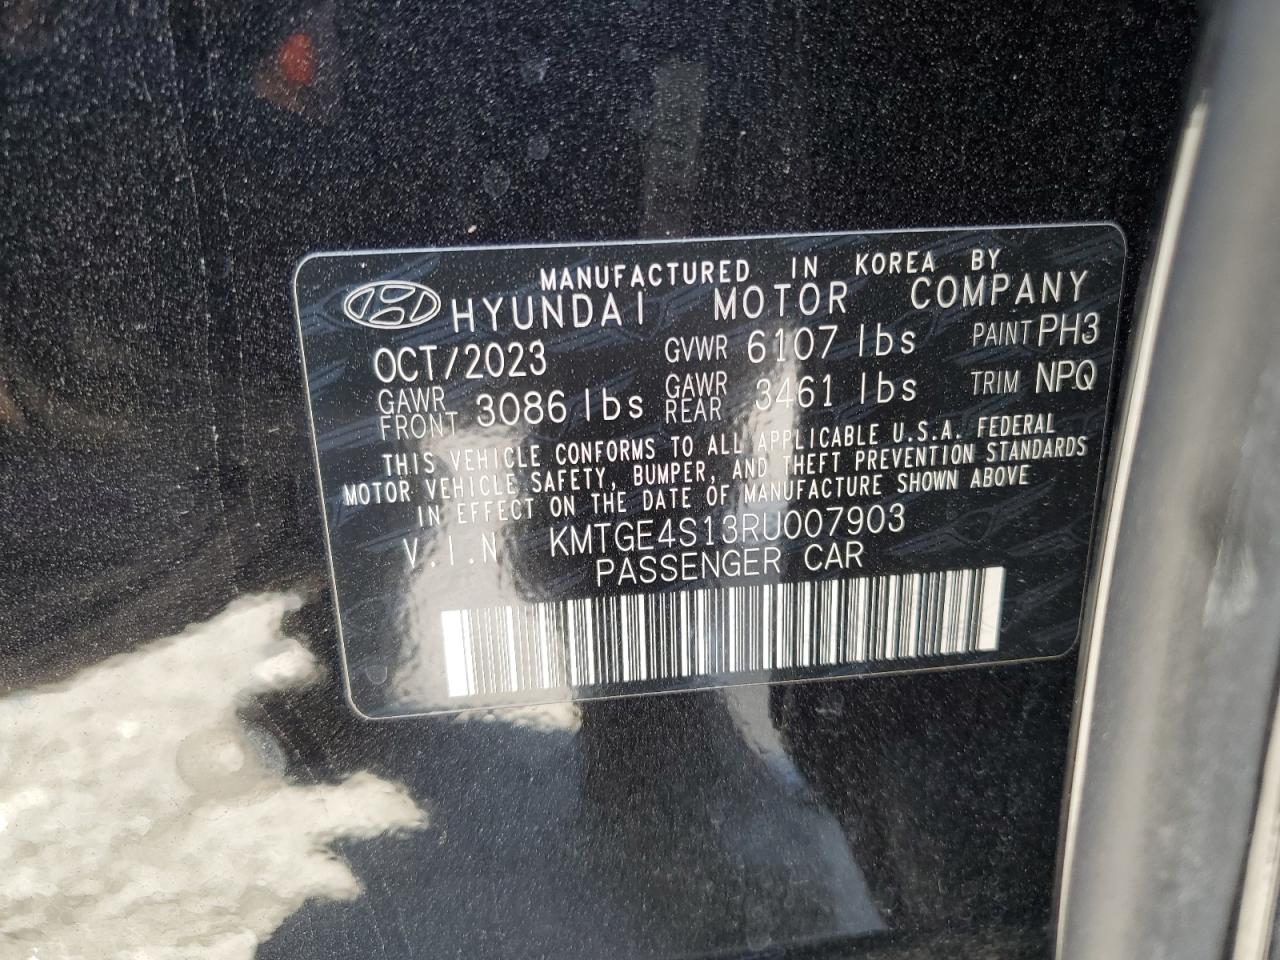 MANUFACTURED IN KOREA BY
HYUNDAI MOTOR COMPANY
OCT/2023 GVWR 6107 lbs PAINT PH3
GAWR FRONT 3086 lbs GAWR REAR 3461 lbs TRIM NPQ
THIS VEHICLE CONFORMS TO ALL APPLICABLE U.S.A. FEDERAL
MOTOR VEHICLE SAFETY, BUMPER, AND THEFT PREVENTION STANDARDS
IN EFFECT ON THE DATE OF MANUFACTURE SHOWN ABOVE
V.I.N KMTGE4S13RU007903
PASSENGER CAR